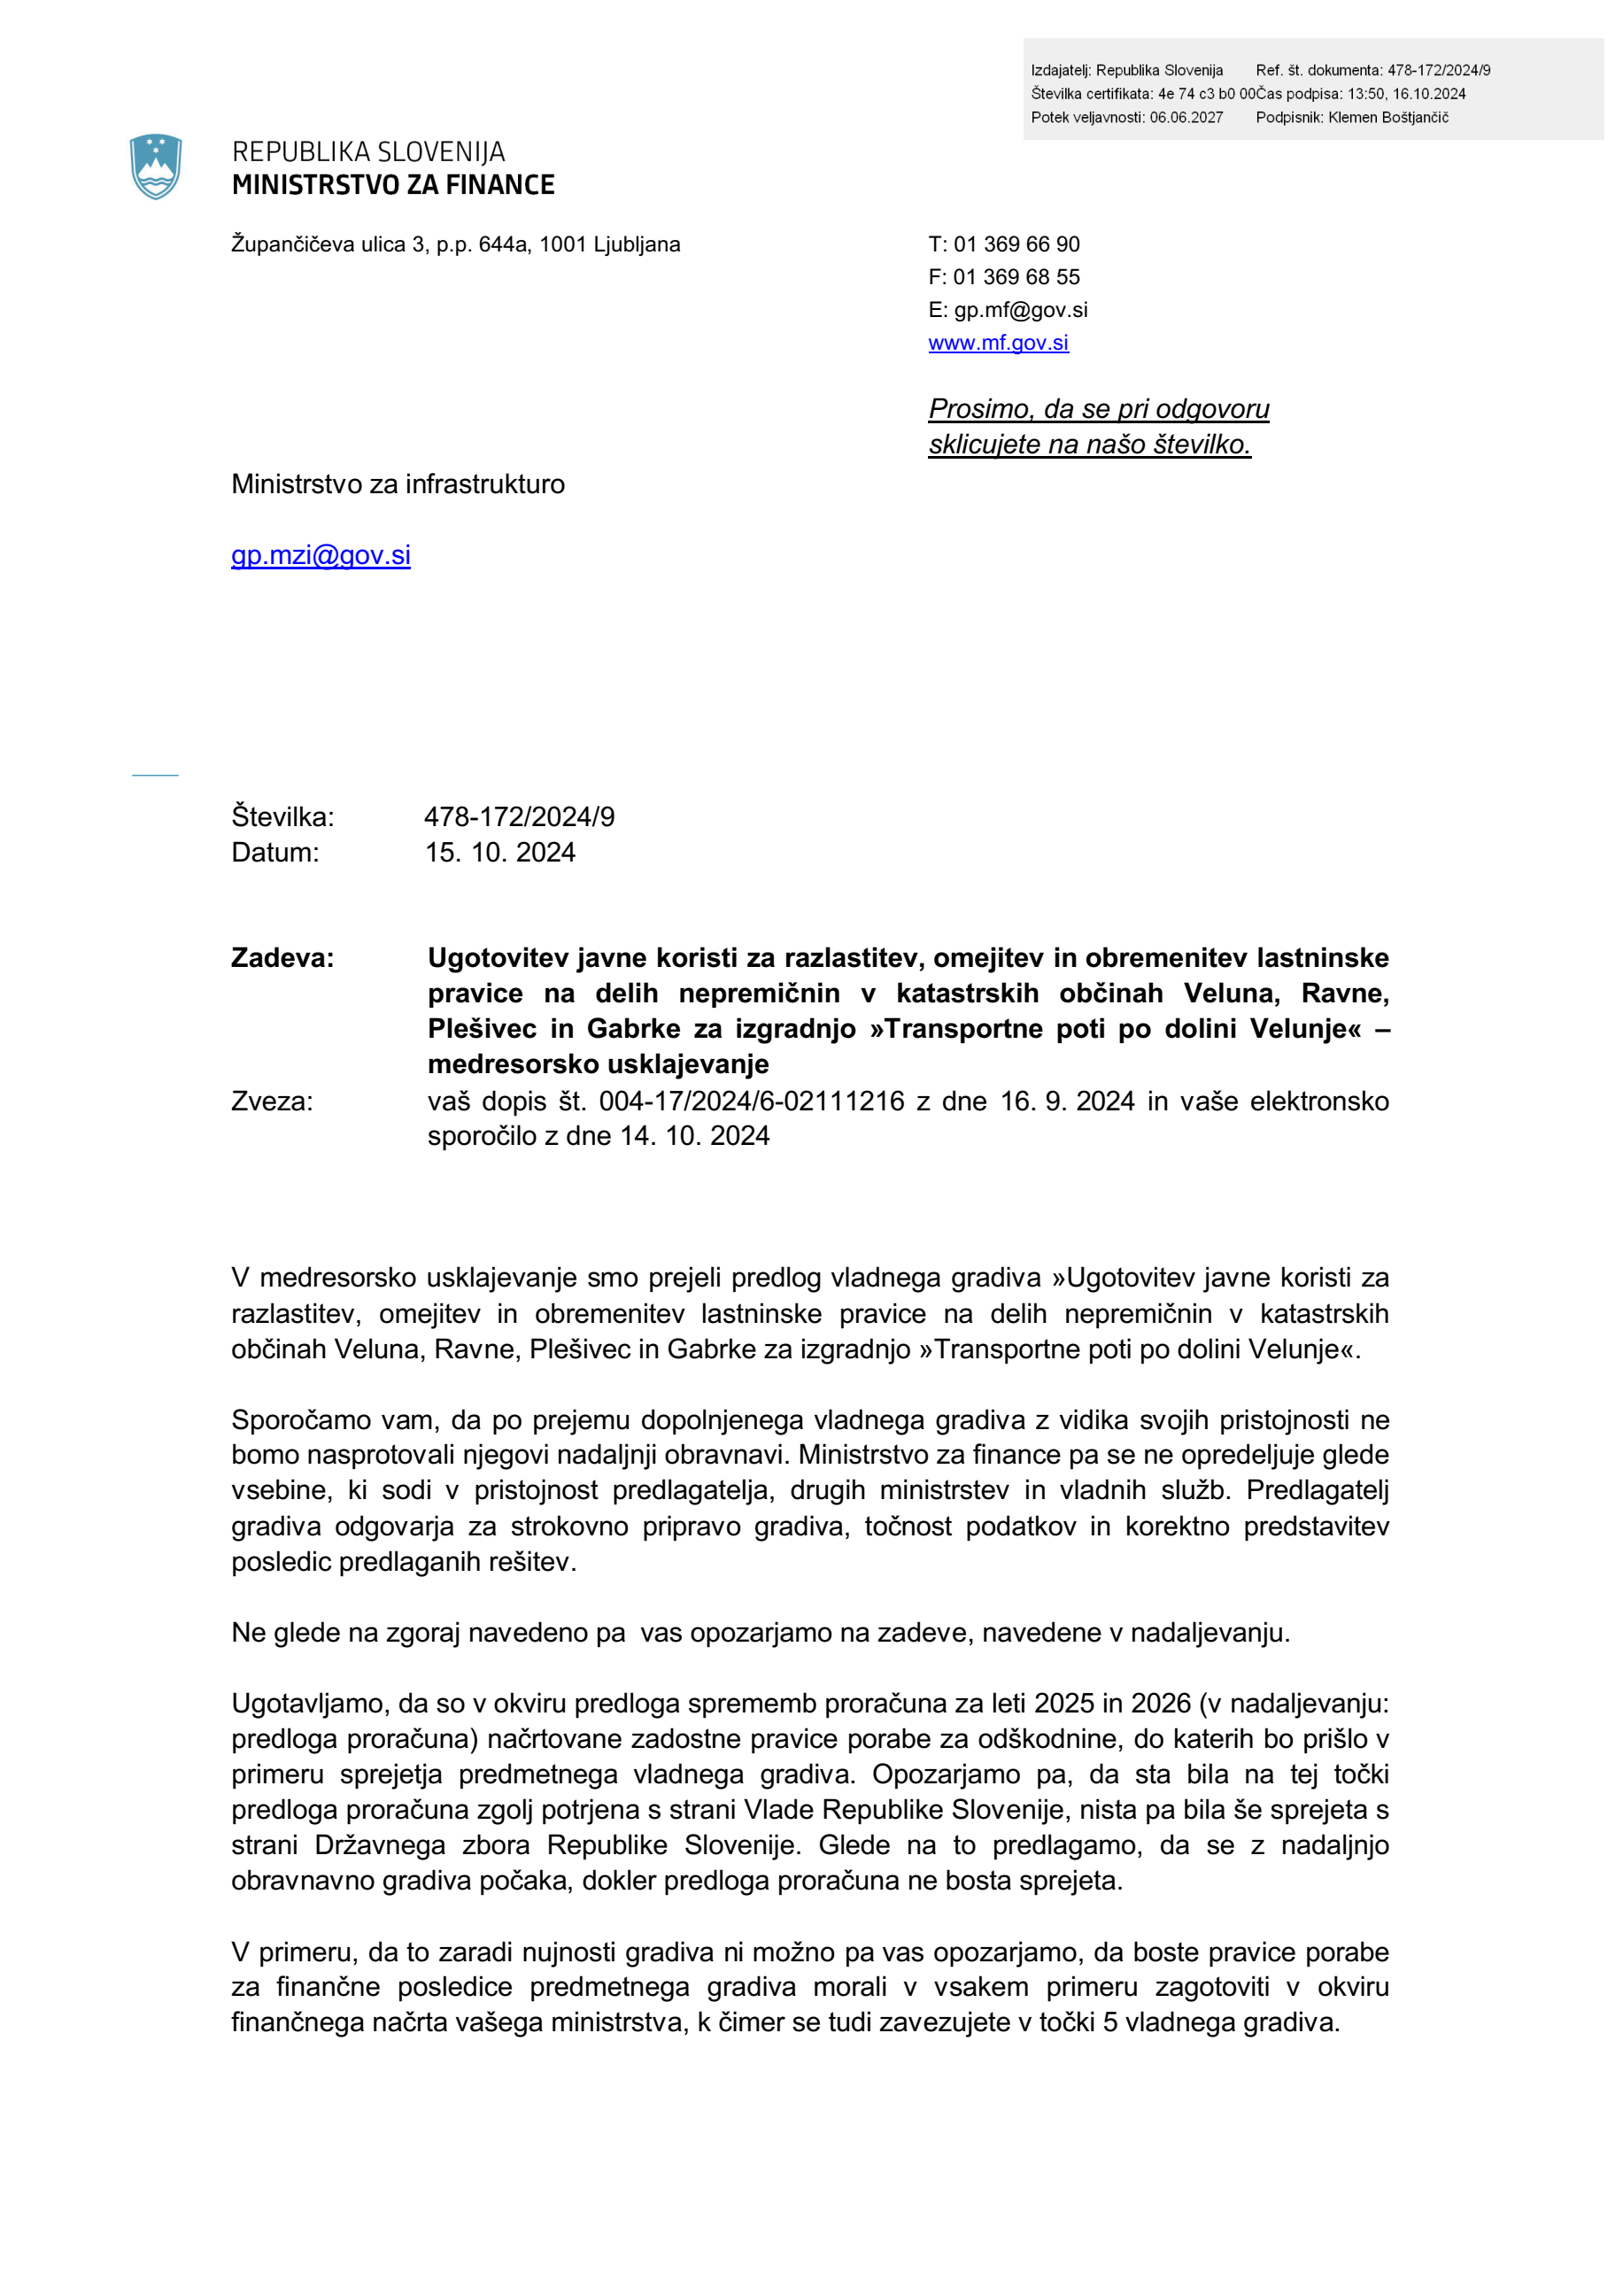 Izdajatelj: Republika Slovenija Ref. št. dokumenta: 478-172/2024/9
Številka certifikata: 4e 74 c3 b0 00Čas podpisa: 13:50, 16.10.2024
Potek veljavnosti: 06.06.2027 Podpisnik: Klemen Boštjančič
REPUBLIKA SLOVENIJA
MINISTRSTVO ZA FINANCE
Župančičeva ulica 3, p.p. 644a, 1001 Ljubljana
T: 01 369 66 90
F: 01 369 68 55
E: gp.mf@gov.si
www.mf.gov.si
Prosimo, da se pri odgovoru
sklicujete na našo številko.
Ministrstvo za infrastrukturo
gp.mzi@gov.si
Številka: 478-172/2024/9
Datum: 15. 10. 2024
Zadeva: Ugotovitev javne koristi za razlastitev, omejitev in obremenitev lastninske
pravice na delih nepremičnin v katastrskih občinah Veluna, Ravne,
Plešivec in Gabrke za izgradnjo »Transportne poti po dolini Velunje« –
medresorsko usklajevanje
Zveza: vaš dopis št. 004-17/2024/6-02111216 z dne 16. 9. 2024 in vaše elektronsko
sporočilo z dne 14. 10. 2024
V medresorsko usklajevanje smo prejeli predlog vladnega gradiva »Ugotovitev javne koristi za
razlastitev, omejitev in obremenitev lastninske pravice na delih nepremičnin v katastrskih
občinah Veluna, Ravne, Plešivec in Gabrke za izgradnjo »Transportne poti po dolini Velunje«.
Sporočamo vam, da po prejemu dopolnjenega vladnega gradiva z vidika svojih pristojnosti ne
bomo nasprotovali njegovi nadaljnji obravnavi. Ministrstvo za finance pa se ne opredeljuje glede
vsebine, ki sodi v pristojnost predlagatelja, drugih ministrstev in vladnih služb. Predlagatelj
gradiva odgovarja za strokovno pripravo gradiva, točnost podatkov in korektno predstavitev
posledic predlaganih rešitev.
Ne glede na zgoraj navedeno pa  vas opozarjamo na zadeve, navedene v nadaljevanju.
Ugotavljamo, da so v okviru predloga sprememb proračuna za leti 2025 in 2026 (v nadaljevanju:
predloga proračuna) načrtovane zadostne pravice porabe za odškodnine, do katerih bo prišlo v
primeru sprejetja predmetnega vladnega gradiva. Opozarjamo pa, da sta bila na tej točki
predloga proračuna zgolj potrjena s strani Vlade Republike Slovenije, nista pa bila še sprejeta s
strani Državnega zbora Republike Slovenije. Glede na to predlagamo, da se z nadaljnjo
obravnavno gradiva počaka, dokler predloga proračuna ne bosta sprejeta.
V primeru, da to zaradi nujnosti gradiva ni možno pa vas opozarjamo, da boste pravice porabe
za finančne posledice predmetnega gradiva morali v vsakem primeru zagotoviti v okviru
finančnega načrta vašega ministrstva, k čimer se tudi zavezujete v točki 5 vladnega gradiva.